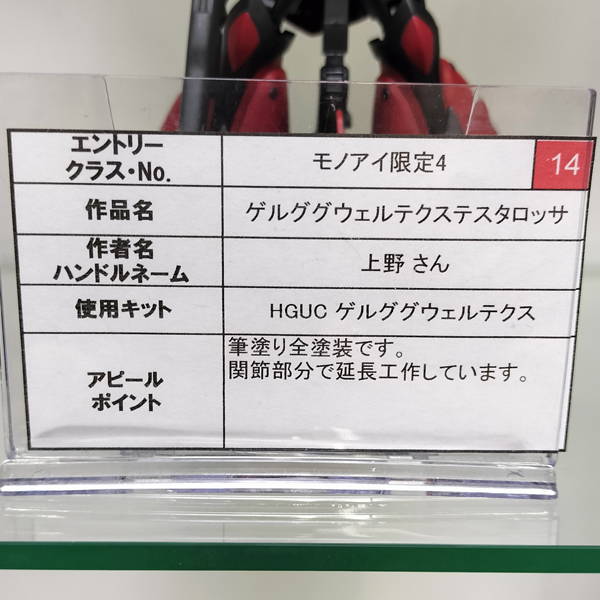 エントリー
クラス・No.
モノアイ限定4
14
作品名
ゲルググウェルテクステスタロッサ
作者名
ハンドルネーム
上野 さん
使用キット
HGUC ゲルググウェルテクス
アピール
ポイント
筆塗り全塗装です。
関節部分で延長工作しています。